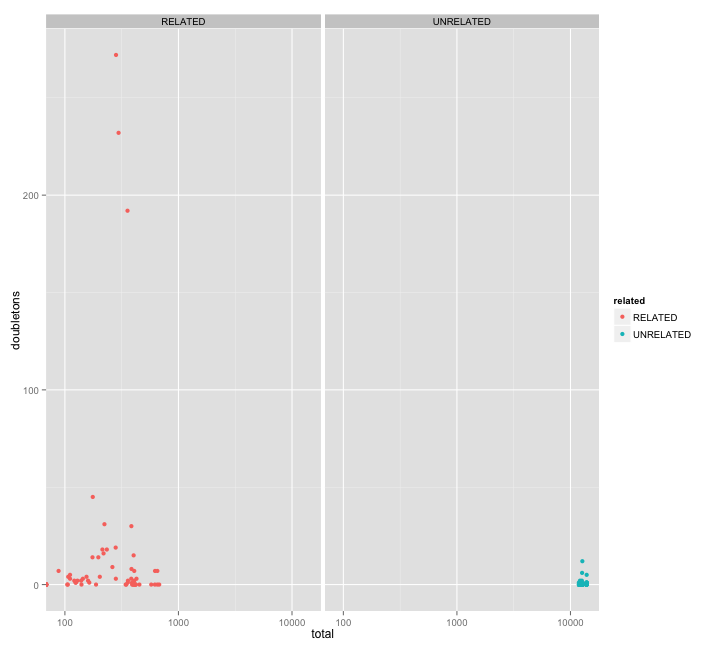 RELATED
UNRELATED
200
100
0
doubletons
100
1000
10000
100
1000
10000
total
related
RELATED
UNRELATED